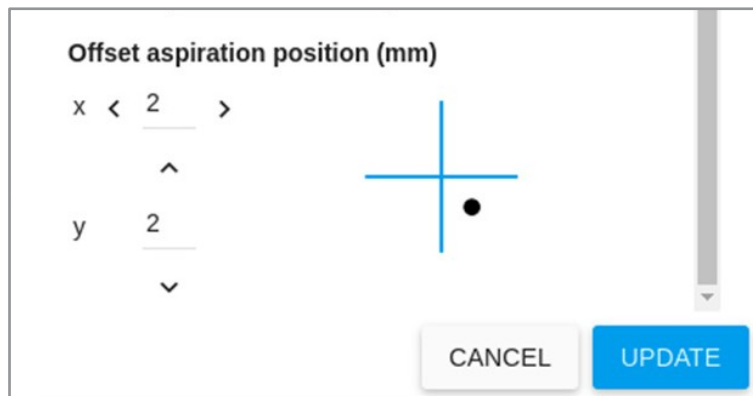 Offset aspiration position (mm)
x < 2 >
y 2
CANCEL UPDATE